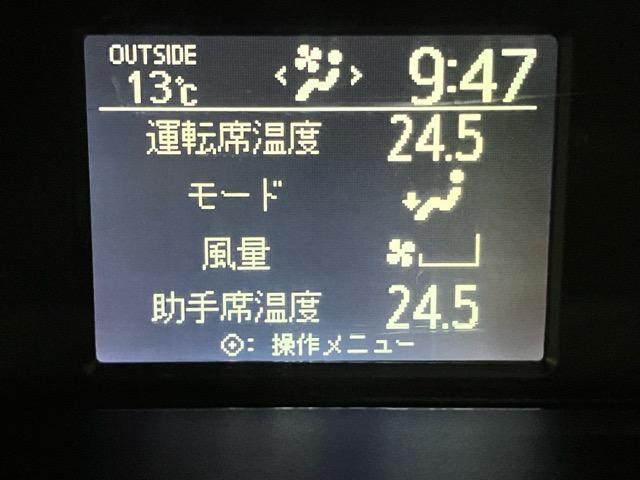 OUTSIDE
13℃ < > 9:47
運転席温度 24.5
モード
風量
助手席温度 24.5
: 操作メニュー